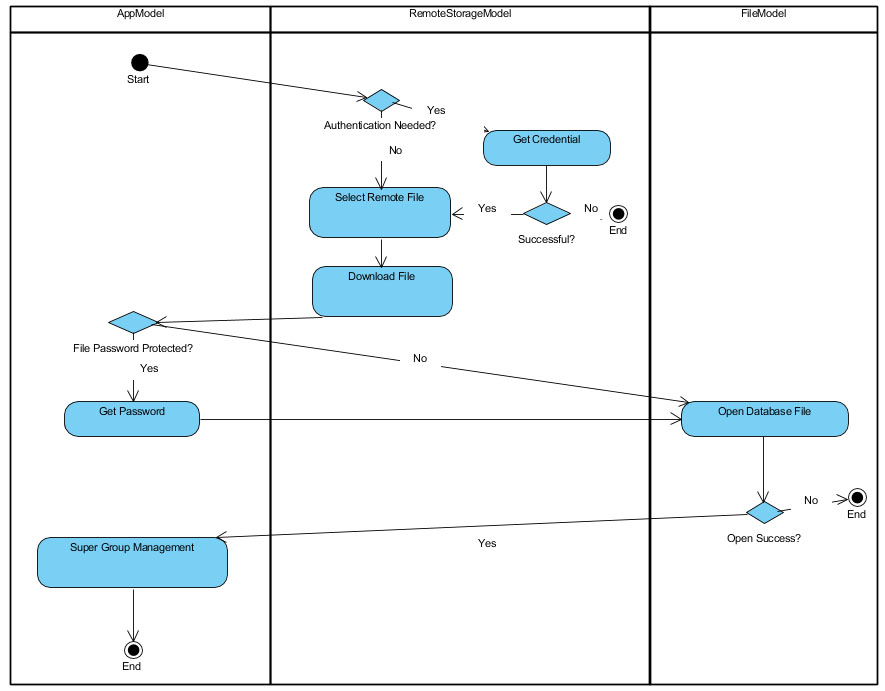 AppModel
RemoteStorageModel
FileModel
Start
Authentication Needed?
Yes
Get Credential
No
Select Remote File
Yes
No
End
Successful?
Download File
File Password Protected?
No
Yes
Get Password
Open Database File
No
End
Open Success?
Yes
Super Group Management
End